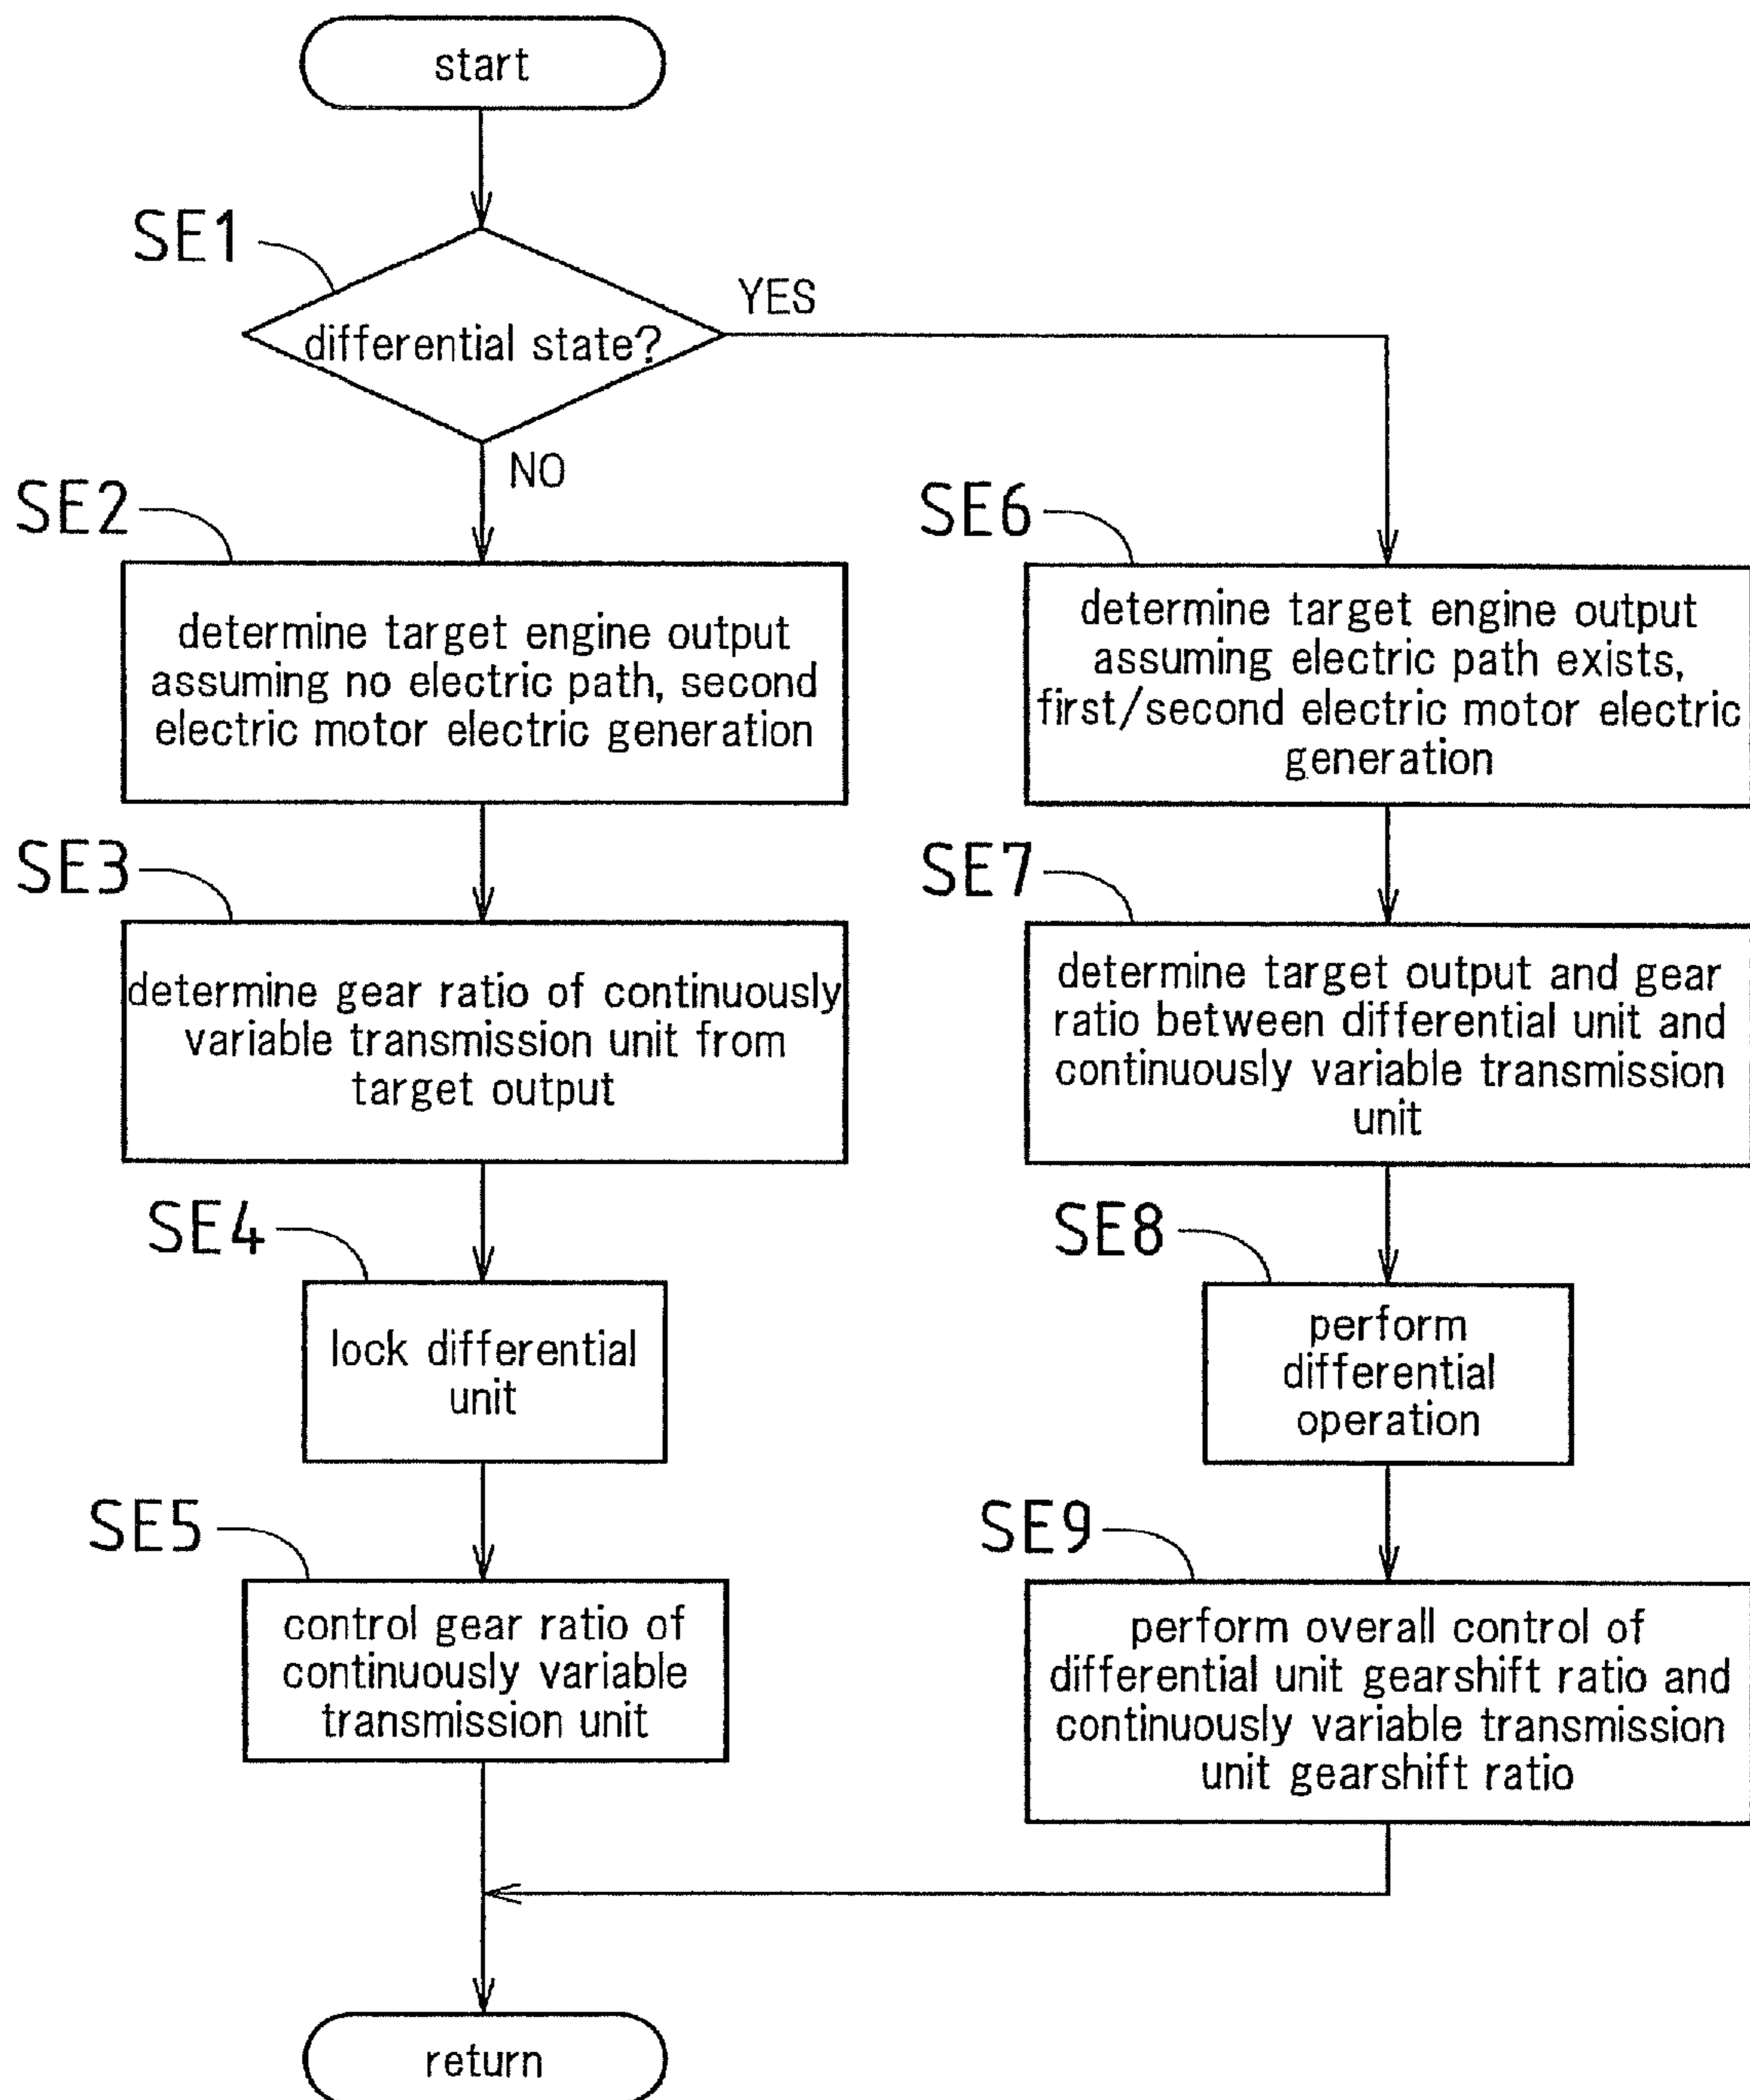 start
SE1
differential state?
YES
NO
SE2
determine target engine output
assuming no electric path, second
electric motor electric generation
SE3
determine gear ratio of continuously
variable transmission unit from
target output
SE4
lock differential
unit
SE5
control gear ratio of
continuously variable
transmission unit
SE6
determine target engine output
assuming electric path exists,
first/second electric motor electric
generation
SE7
determine target output and gear
ratio between differential unit and
continuously variable transmission
unit
SE8
perform
differential
operation
SE9
perform overall control of
differential unit gearshift ratio and
continuously variable transmission
unit gearshift ratio
return